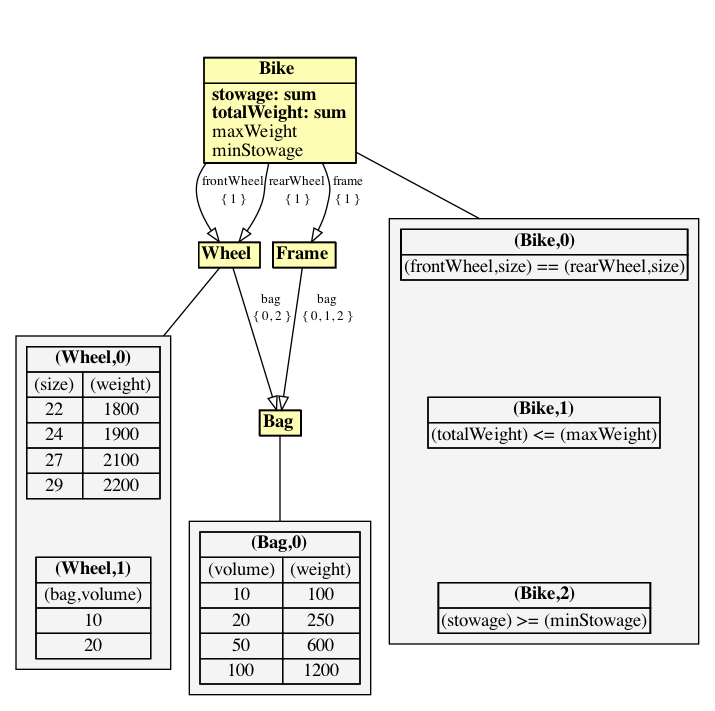 Bike
stowage: sum
totalWeight: sum
maxWeight
minStowage
frontWheel
{ 1 }
rearWheel
{ 1 }
frame
{ 1 }
Wheel
Frame
bag
{ 0,2 }
bag
{ 0,1,2 }
Bag
(Bike,0)
(frontWheel,size) == (rearWheel,size)
(Bike,1)
(totalWeight) <= (maxWeight)
(Bike,2)
(stowage) >= (minStowage)
(Wheel,0)
(size) (weight)
22 1800
24 1900
27 2100
29 2200
(Wheel,1)
(bag,volume)
10
20
(Bag,0)
(volume) (weight)
10 100
20 250
50 600
100 1200